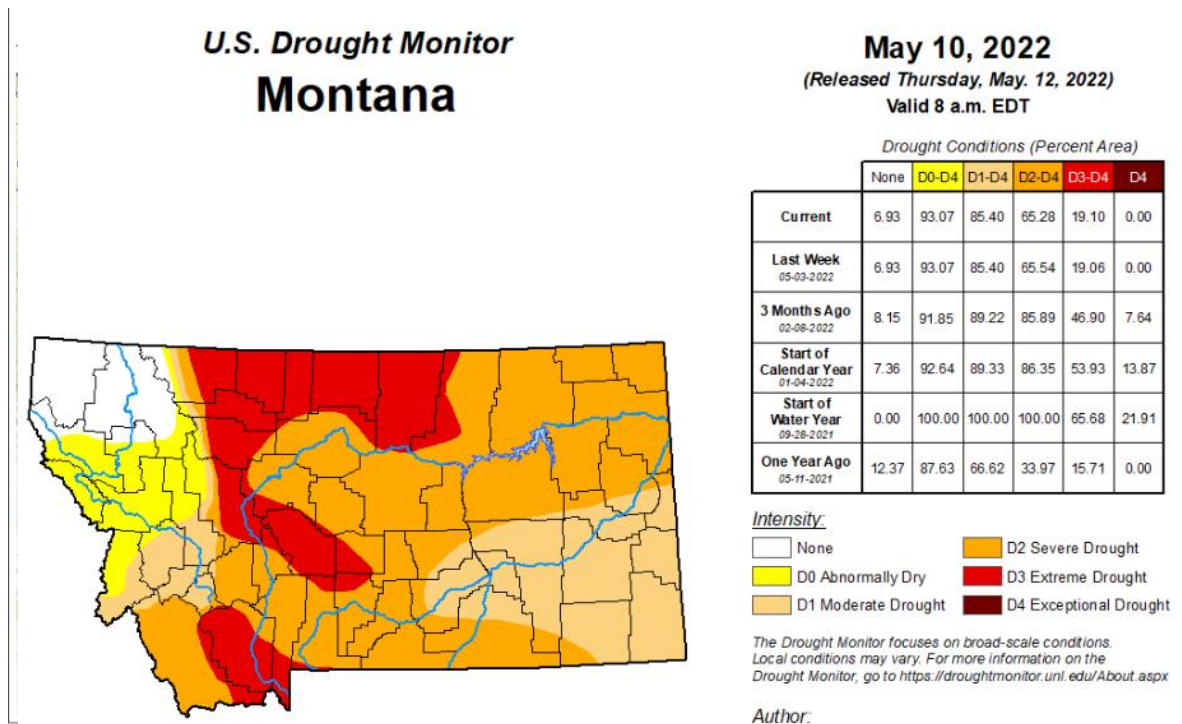 U.S. Drought Monitor
Montana
May 10, 2022
(Released Thursday, May. 12, 2022)
Valid 8 a.m. EDT
Drought Conditions (Percent Area)
None D0-D4 D1-D4 D2-D4 D3-D4 D4
Current 6.93 93.07 85.40 65.28 19.10 0.00
Last Week
05-03-2022 6.93 93.07 85.40 65.54 19.06 0.00
3 Months Ago
02-08-2022 8.15 91.85 89.22 85.89 46.90 7.64
Start of
Calendar Year
01-04-2022 7.36 92.64 89.33 86.35 53.93 13.87
Start of
Water Year
09-28-2021 0.00 100.00 100.00 100.00 65.68 21.91
One Year Ago
05-11-2021 12.37 87.63 66.62 33.97 15.71 0.00
Intensity:
None
D0 Abnormally Dry
D1 Moderate Drought
D2 Severe Drought
D3 Extreme Drought
D4 Exceptional Drought
The Drought Monitor focuses on broad-scale conditions.
Local conditions may vary. For more information on the
Drought Monitor, go to https://droughtmonitor.unl.edu/About.aspx
Author: